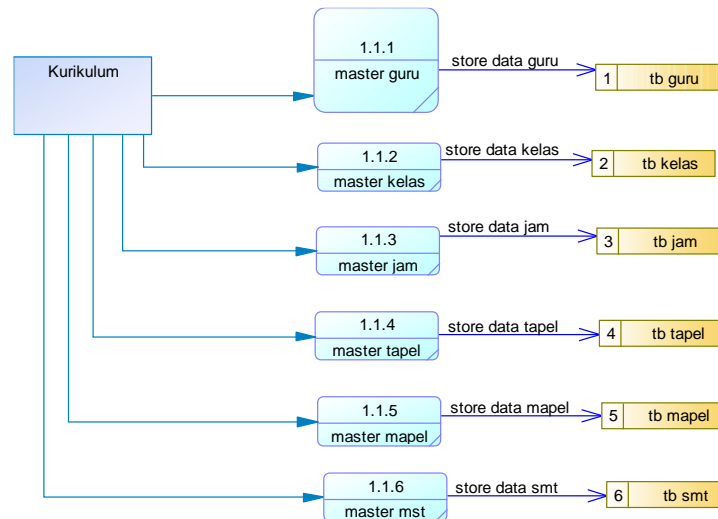 Kurikulum
1.1.1
master guru
store data guru
1 tb guru
1.1.2
master kelas
store data kelas
2 tb kelas
1.1.3
master jam
store data jam
3 tb jam
1.1.4
master tapel
store data tapel
4 tb tapel
1.1.5
master mapel
store data mapel
5 tb mapel
1.1.6
master mst
store data smt
6 tb smt